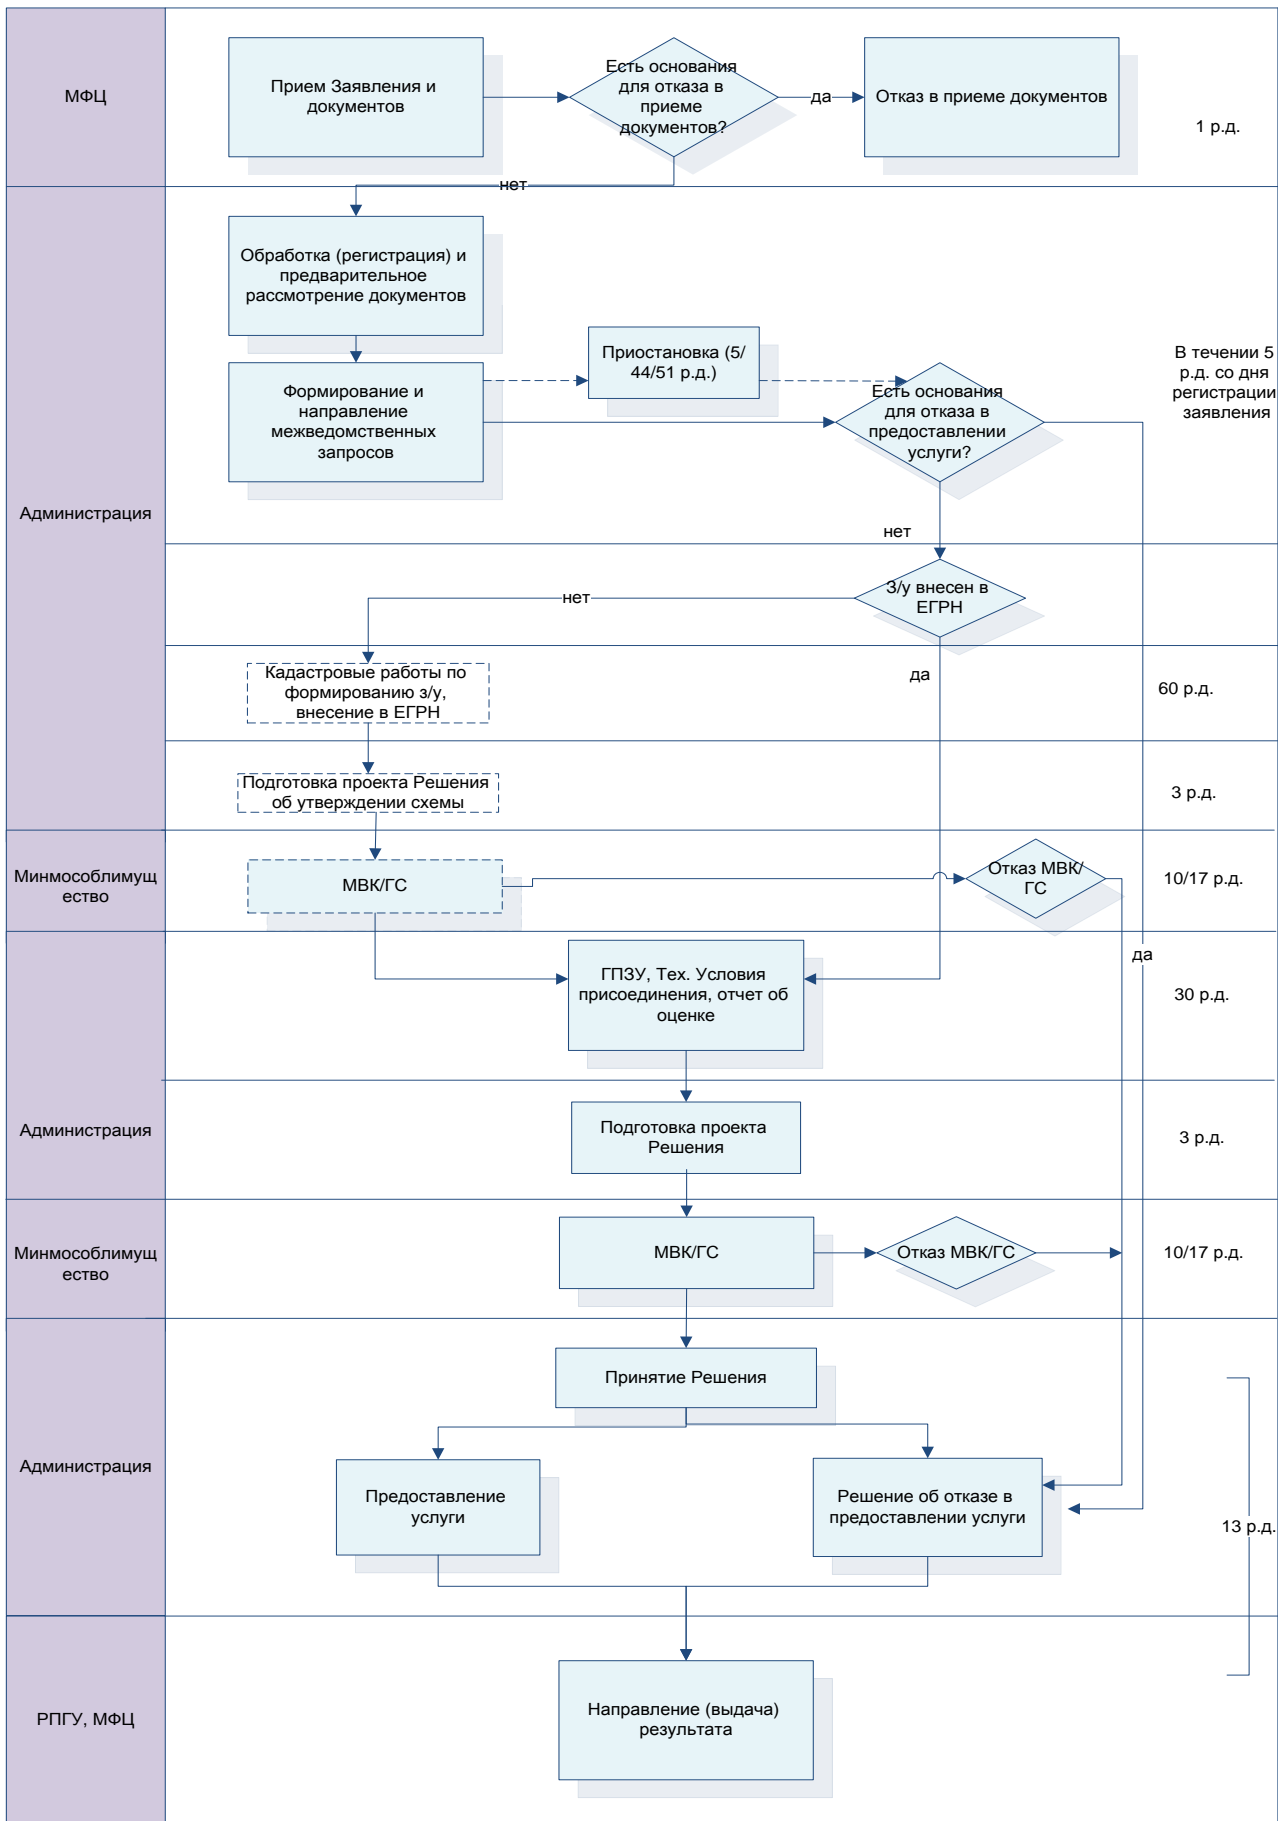 МФЦ
Прием Заявления и
документов
Есть основания
для отказа в
приеме
документов?
да
Отказ в приеме документов
1 р.д.
нет
Администрация
Обработка (регистрация) и
предварительное
рассмотрение документов
Формирование и
направление
межведомственных
запросов
Приостановка (5/
44/51 р.д.)
Есть основания
для отказа в
предоставлении
услуги?
В течении 5
р.д. со дня
регистрации
заявления
нет
З/у внесен в
ЕГРН
нет
да
Кадастровые работы по
формированию з/у,
внесение в ЕГРН
60 р.д.
Подготовка проекта Решения
об утверждении схемы
3 р.д.
Минмособлимущ
ество
МВК/ГС
Отказ МВК/
ГС
10/17 р.д.
да
ГПЗУ, Тех. Условия
присоединения, отчет об
оценке
30 р.д.
Администрация
Подготовка проекта
Решения
3 р.д.
Минмособлимущ
ество
МВК/ГС
Отказ МВК/ГС
10/17 р.д.
Администрация
Принятие Решения
Предоставление
услуги
Решение об отказе в
предоставлении услуги
13 р.д.
РПГУ, МФЦ
Направление (выдача)
результата